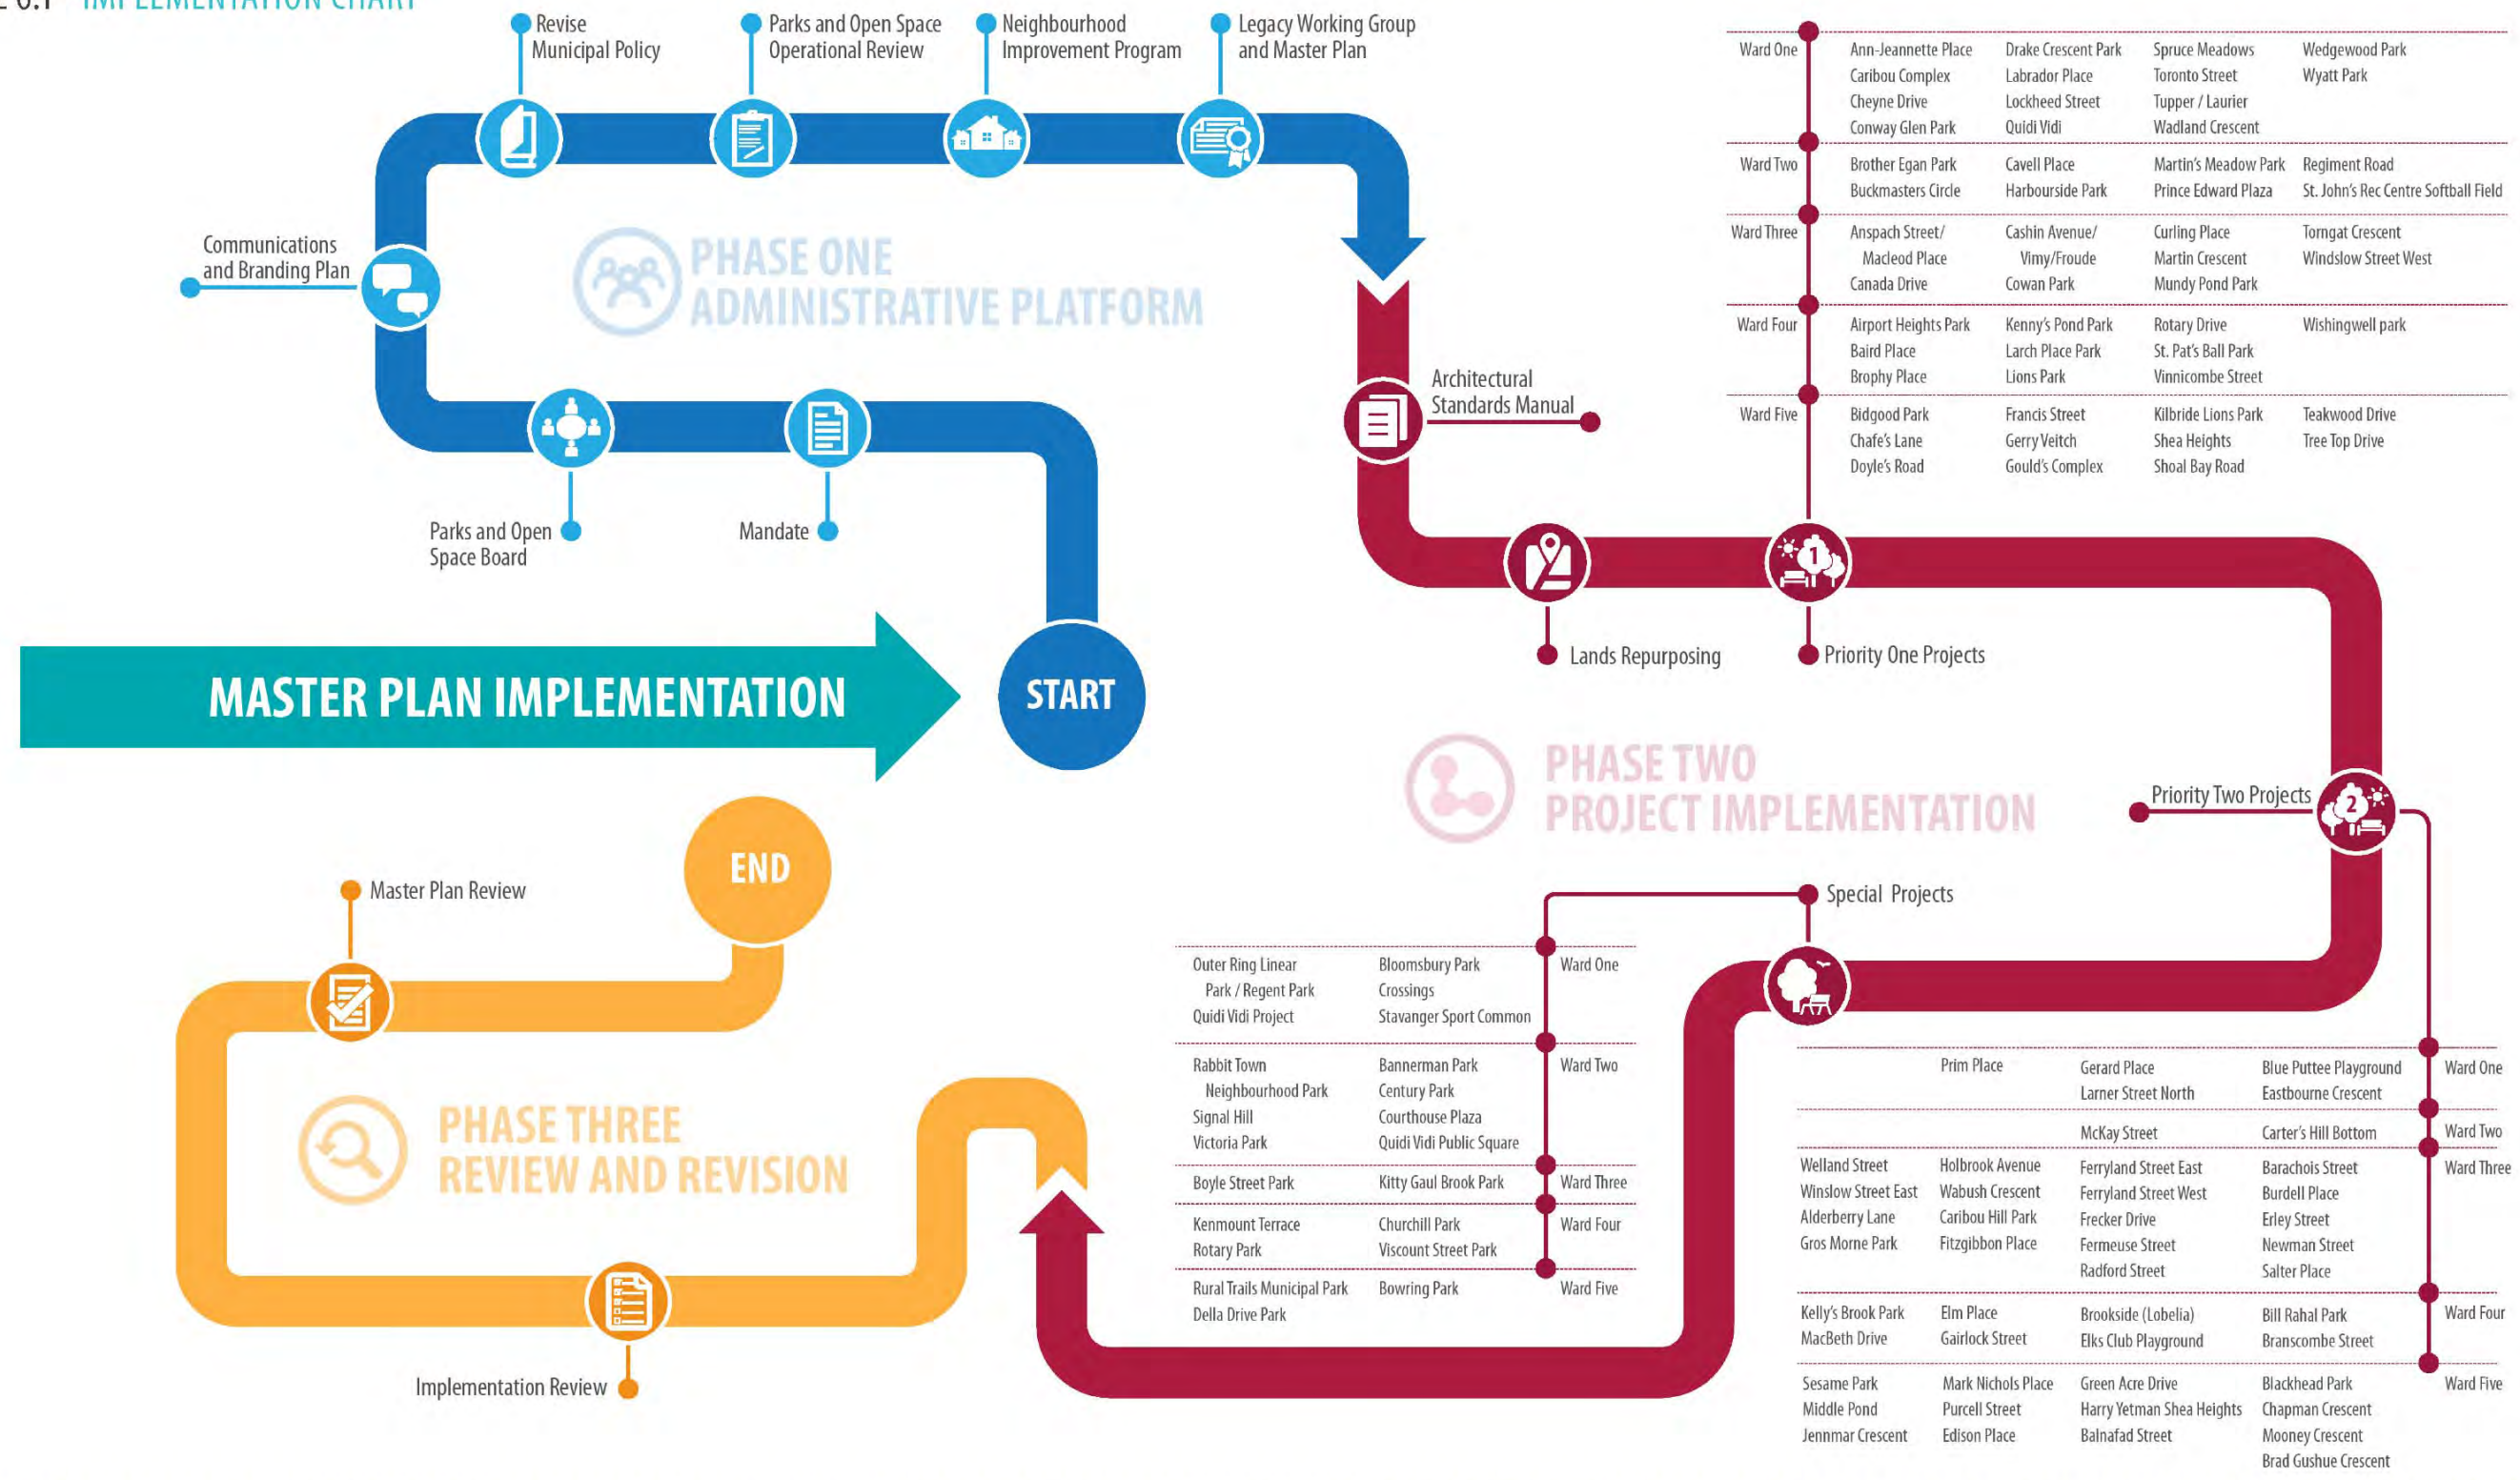 6.1 IMPLEMENTATION CHART
Revise
Municipal Policy
Parks and Open Space
Operational Review
Neighbourhood
Improvement Program
Legacy Working Group
and Master Plan
Communications
and Branding Plan
PHASE ONE
ADMINISTRATIVE PLATFORM
Parks and Open
Space Board
Mandate
MASTER PLAN IMPLEMENTATION
START
Architectural
Standards Manual
Lands Repurposing
1
Priority One Projects
Ward One
Ann-Jeannette Place
Caribou Complex
Cheyne Drive
Conway Glen Park
Drake Crescent Park
Labrador Place
Lockheed Street
Quidi Vidi
Spruce Meadows
Toronto Street
Tupper / Laurier
Wadland Crescent
Wedgewood Park
Wyatt Park
Ward Two
Brother Egan Park
Buckmasters Circle
Cavell Place
Harbourside Park
Martin's Meadow Park
Prince Edward Plaza
Regiment Road
St. John's Rec Centre Softball Field
Ward Three
Anspach Street/
Macleod Place
Canada Drive
Cashin Avenue/
Vimy/Froude
Cowan Park
Curling Place
Martin Crescent
Mundy Pond Park
Torngat Crescent
Windslow Street West
Ward Four
Airport Heights Park
Baird Place
Brophy Place
Kenny's Pond Park
Larch Place Park
Lions Park
Rotary Drive
St. Pat's Ball Park
Vinnicombe Street
Wishingwell park
Ward Five
Bidgood Park
Chafe's Lane
Doyle's Road
Francis Street
Gerry Veitch
Gould's Complex
Kilbride Lions Park
Shea Heights
Shoal Bay Road
Teakwood Drive
Tree Top Drive
PHASE TWO
PROJECT IMPLEMENTATION
Priority Two Projects
2
Prim Place
Gerard Place
Larner Street North
Blue Puttee Playground
Eastbourne Crescent
Ward One
McKay Street
Carter's Hill Bottom
Ward Two
Welland Street
Winslow Street East
Alderberry Lane
Gros Morne Park
Holbrook Avenue
Wabush Crescent
Caribou Hill Park
Fitzgibbon Place
Ferryland Street East
Ferryland Street West
Frecker Drive
Fermeuse Street
Radford Street
Barachois Street
Burdell Place
Erley Street
Newman Street
Salter Place
Ward Three
Kelly's Brook Park
MacBeth Drive
Elm Place
Gairlock Street
Brookside (Lobelia)
Elks Club Playground
Bill Rahal Park
Branscombe Street
Ward Four
Sesame Park
Middle Pond
Jennmar Crescent
Mark Nichols Place
Purcell Street
Edison Place
Green Acre Drive
Harry Yetman Shea Heights
Balnafad Street
Blackhead Park
Chapman Crescent
Mooney Crescent
Brad Gushue Crescent
Ward Five
Special Projects
Outer Ring Linear
Park / Regent Park
Quidi Vidi Project
Bloomsbury Park
Crossings
Stavanger Sport Common
Ward One
Rabbit Town
Neighbourhood Park
Signal Hill
Victoria Park
Bannerman Park
Century Park
Courthouse Plaza
Quidi Vidi Public Square
Ward Two
Boyle Street Park
Kitty Gaul Brook Park
Ward Three
Kenmount Terrace
Rotary Park
Churchill Park
Viscount Street Park
Ward Four
Rural Trails Municipal Park
Della Drive Park
Bowring Park
Ward Five
PHASE THREE
REVIEW AND REVISION
Implementation Review
Master Plan Review
END